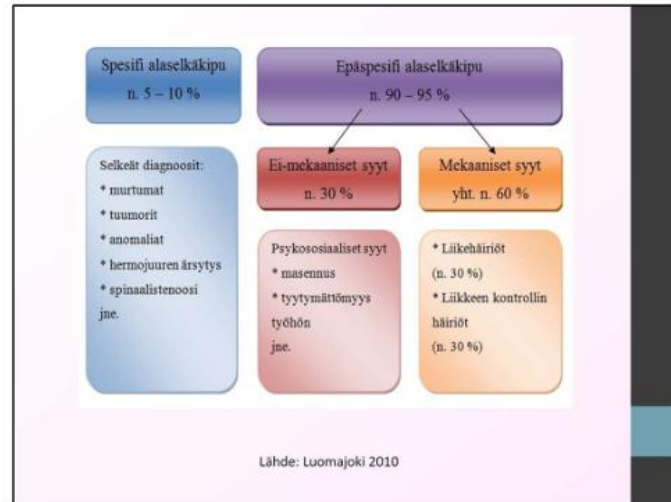 Spesifi alaselkäkipu
n. 5 – 10 %
Epäspesifi alaselkäkipu
n. 90 – 95 %
Selkeät diagnoosit:
* murtumat
* tuumorit
* anomaliat
* hermojuuren ärsytys
* spinaalistenoosi
jne.
Ei-mekaaniset syyt
n. 30 %
Mekaaniset syyt
yht. n. 60 %
Psykososiaaliset syyt
* masennus
* tyytymättömyys
työhön
jne.
* Liikehäiriöt
(n. 30 %)
* Liikkeen kontrollin
häiriöt
(n. 30 %)
Lähde: Luomajoki 2010